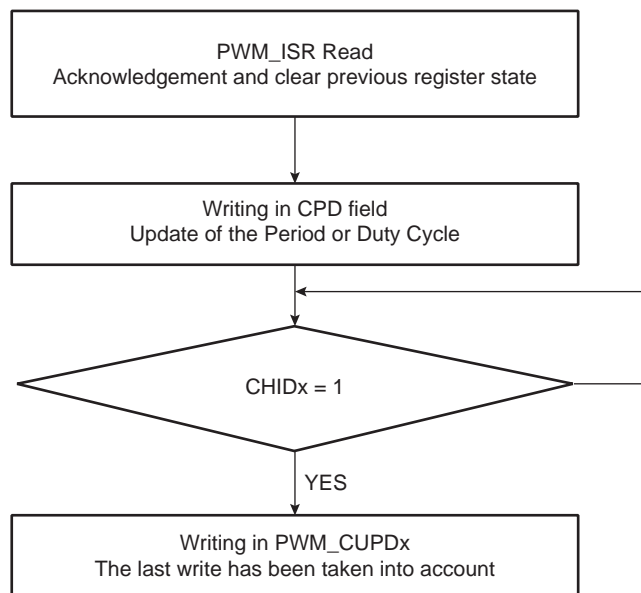 PWM_ISR Read
Acknowledgement and clear previous register state
Writing in CPD field
Update of the Period or Duty Cycle
CHIDx = 1
YES
Writing in PWM_CUPDx
The last write has been taken into account